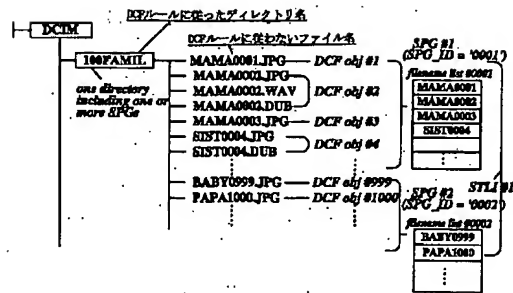 DCFルールに従ったディレクトリ名
DCIM
DCFルールに従わないファイル名
100FAMIL
one directory
including one or
more SPGs
MAMA0001.JPG
DCF obj #1
MAMA0002.JPG
MAMA0002.WAV
DCF obj #2
MAMA0002.DUB
MAMA0003.JPG
DCF obj #3
SIST0004.JPG
DCF obj #4
SIST0004.DUB
BABY0999.JPG
DCF obj #999
PAPA1000.JPG
DCF obj #1000
SPG #1
(SPG_ID = '0001')
filename list #0001
MAMA0001
MAMA0002
MAMA0003
SIST0004
STLI #1
SPG #2
(SPG_ID = '0002')
filename list #0002
BABY0999
PAPA1000